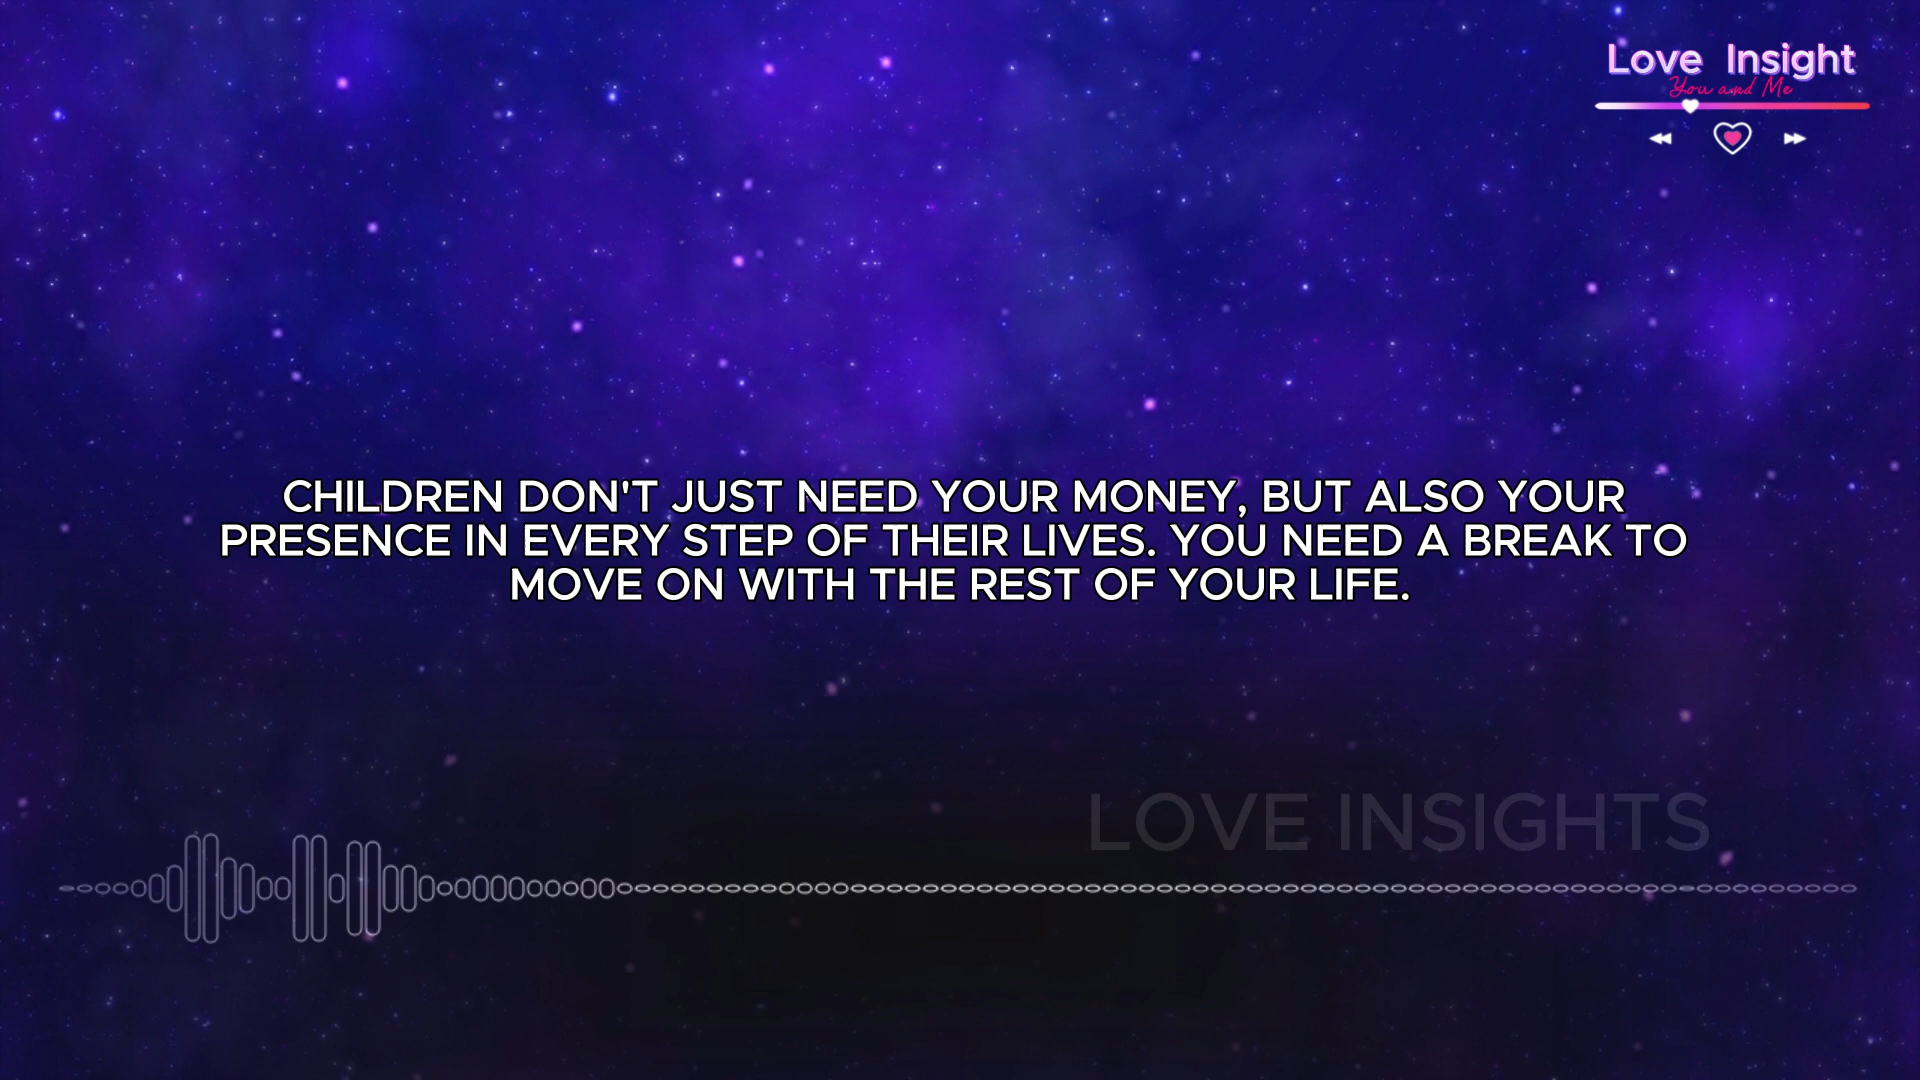 Love Insight
You and Me
CHILDREN DON'T JUST NEED YOUR MONEY, BUT ALSO YOUR
PRESENCE IN EVERY STEP OF THEIR LIVES. YOU NEED A BREAK TO
MOVE ON WITH THE REST OF YOUR LIFE.
LOVE INSIGHTS